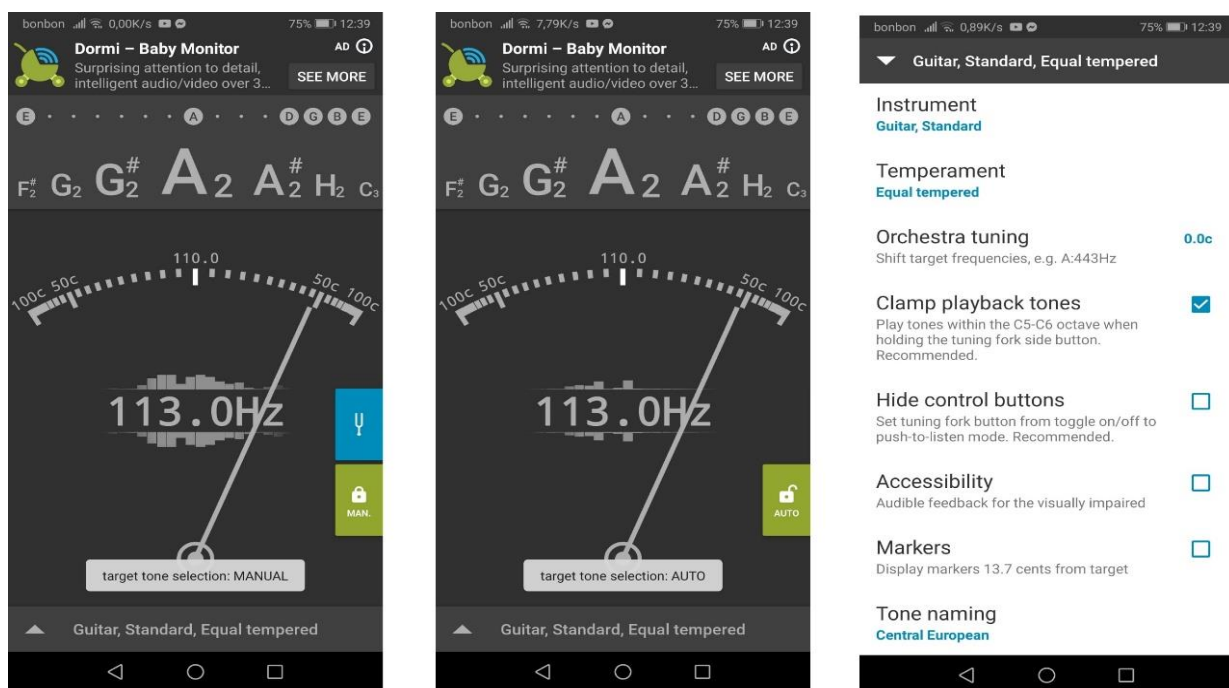 bonbon 0,00K/s 75% 12:39
Dormi – Baby Monitor AD
Surprising attention to detail,
intelligent audio/video over 3...
SEE MORE
E A D G B E
F#2 G2 G#2 A2 A#2 H2 C3
110.0
100c 50c 50c 100c
113.0Hz
MAN.
target tone selection: MANUAL
Guitar, Standard, Equal tempered
bonbon 7,79K/s 75% 12:39
Dormi – Baby Monitor AD
Surprising attention to detail,
intelligent audio/video over 3...
SEE MORE
E A D G B E
F#2 G2 G#2 A2 A#2 H2 C3
110.0
100c 50c 50c 100c
113.0Hz
AUTO
target tone selection: AUTO
Guitar, Standard, Equal tempered
bonbon 0,89K/s 75% 12:39
Guitar, Standard, Equal tempered
Instrument
Guitar, Standard
Temperament
Equal tempered
Orchestra tuning 0.0c
Shift target frequencies, e.g. A:443Hz
Clamp playback tones
Play tones within the C5-C6 octave when
holding the tuning fork side button.
Recommended.
Hide control buttons
Set tuning fork button from toggle on/off to
push-to-listen mode. Recommended.
Accessibility
Audible feedback for the visually impaired
Markers
Display markers 13.7 cents from target
Tone naming
Central European